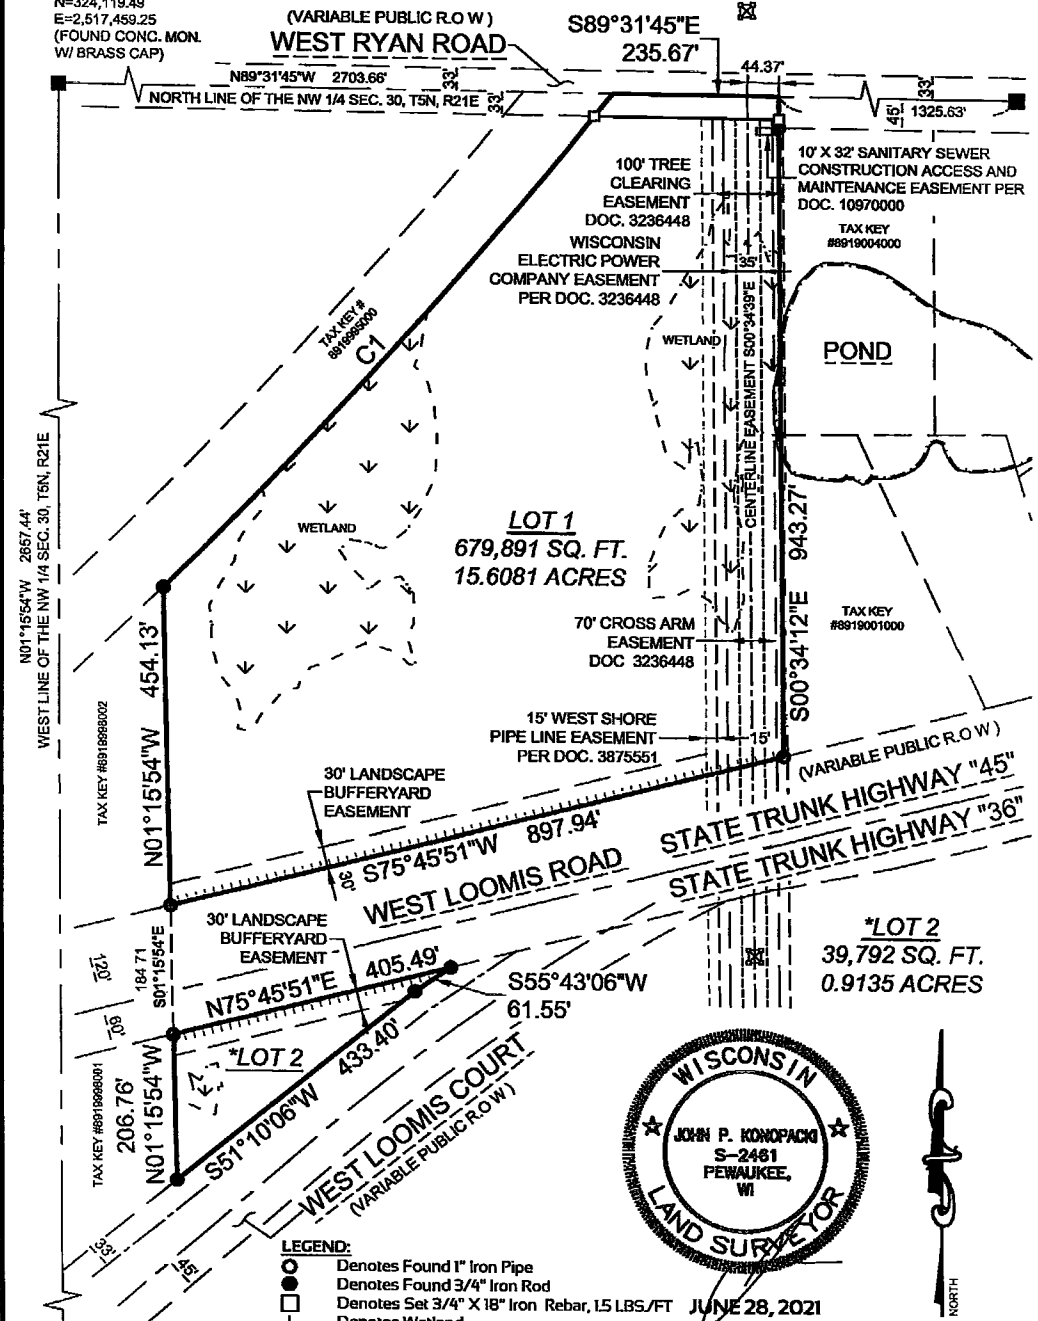 N=324,119.49
E=2,517,459.25
(FOUND CONC. MON.
W/ BRASS CAP)
(VARIABLE PUBLIC R.O W )
WEST RYAN ROAD
S89°31'45"E
235.67'
44.37'
N89°31'45"W 2703.66'
33'
NORTH LINE OF THE NW 1/4 SEC. 30, T5N, R21E
33'
45'
33'
1325.63'
100' TREE
CLEARING
EASEMENT
DOC. 3236448
10' X 32' SANITARY SEWER
CONSTRUCTION ACCESS AND
MAINTENANCE EASEMENT PER
DOC. 10970000
TAX KEY
#8919004000
WISCONSIN
ELECTRIC POWER
COMPANY EASEMENT
PER DOC. 3236448
35'
CENTERLINE EASEMENT S00°34'39"E
TAX KEY #
8919995000
C1
WETLAND
POND
N01°15'54"W 2657.44'
WEST LINE OF THE NW 1/4 SEC. 30, T5N, R21E
WETLAND
LOT 1
679,891 SQ. FT.
15.6081 ACRES
S00°34'12"E 943.27'
TAX KEY
#8919001000
70' CROSS ARM
EASEMENT
DOC 3236448
N01°15'54"W 454.13'
TAX KEY #8919998002
15' WEST SHORE
PIPE LINE EASEMENT
PER DOC. 3875551
15'
30' LANDSCAPE
BUFFERYARD
EASEMENT
30'
S75°45'51"W 897.94'
(VARIABLE PUBLIC R.O W )
STATE TRUNK HIGHWAY "45"
WEST LOOMIS ROAD
STATE TRUNK HIGHWAY "36"
30' LANDSCAPE
BUFFERYARD
EASEMENT
184 71
S01°15'54"E
120'
60'
N75°45'51"E 405.49'
S55°43'06"W
61.55'
*LOT 2
39,792 SQ. FT.
0.9135 ACRES
*LOT 2
TAX KEY #8919998001
206.76'
N01°15'54"W
S51°10'06"W 433.40'
WEST LOOMIS COURT
(VARIABLE PUBLIC R.O W )
33'
45'
WISCONSIN
JOHN P. KONOPACKI
S-2461
PEWAUKEE,
WI
LAND SURVEYOR
NORTH
LEGEND:
Denotes Found 1" Iron Pipe
Denotes Found 3/4" Iron Rod
Denotes Set 3/4" X 18" Iron Rebar, 1.5 LBS./FT
JUNE 28, 2021
Denotes Wetland